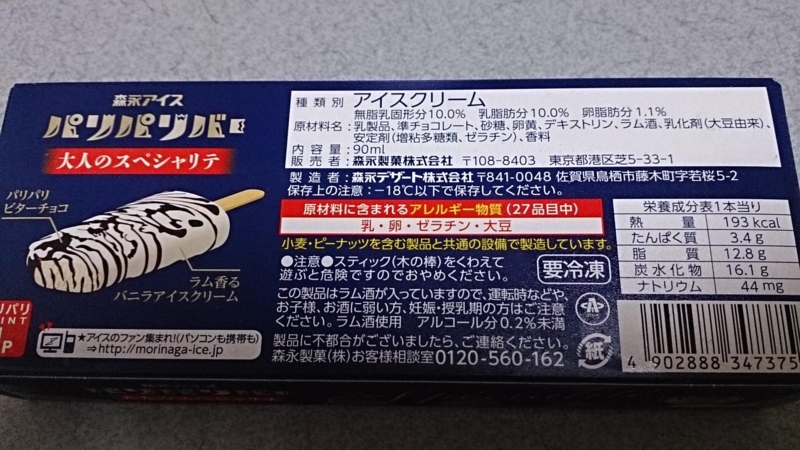 森永アイス
パリパリバー
大人のスペシャリテ
パリパリ
ビターチョコ
ラム香る
バニラアイスクリーム
パリ
INT
P
★アイスのファン集まれ!(パソコンも携帯も)
⇒http://morinaga-ice.jp
種類別 アイスクリーム
無脂乳固形分10.0% 乳脂肪分10.0% 卵脂肪分1.1%
原材料名:乳製品、準チョコレート、砂糖、卵黄、デキストリン、ラム酒、乳化剤(大豆由来)、
安定剤(増粘多糖類、ゼラチン)、香料
内容量:90ml
販売者:森永製菓株式会社 〒108-8403 東京都港区芝5-33-1
製造者:森永デザート株式会社 〒841-0048 佐賀県鳥栖市藤木町字若桜5-2
保存上の注意:-18℃以下で保存してください。
原材料に含まれるアレルギー物質(27品目中)
乳・卵・ゼラチン・大豆
小麦・ピーナッツを含む製品と共通の設備で製造しています。
●注意●スティック(木の棒)をくわえて
遊ぶと危険ですのでおやめください。
要冷凍
この製品はラム酒が入っていますので、運転時などや、
お子様、お酒に弱い方、妊娠・授乳期の方はご注意
ください。ラム酒使用 アルコール分0.2%未満
製品に不都合がございましたら、ご連絡ください。
森永製菓(株)お客様相談室0120-560-162
紙
栄養成分表1本当り
熱量 193kcal
たんぱく質 3.4g
脂質 12.8g
炭水化物 16.1g
ナトリウム 44mg
4 902888 347375